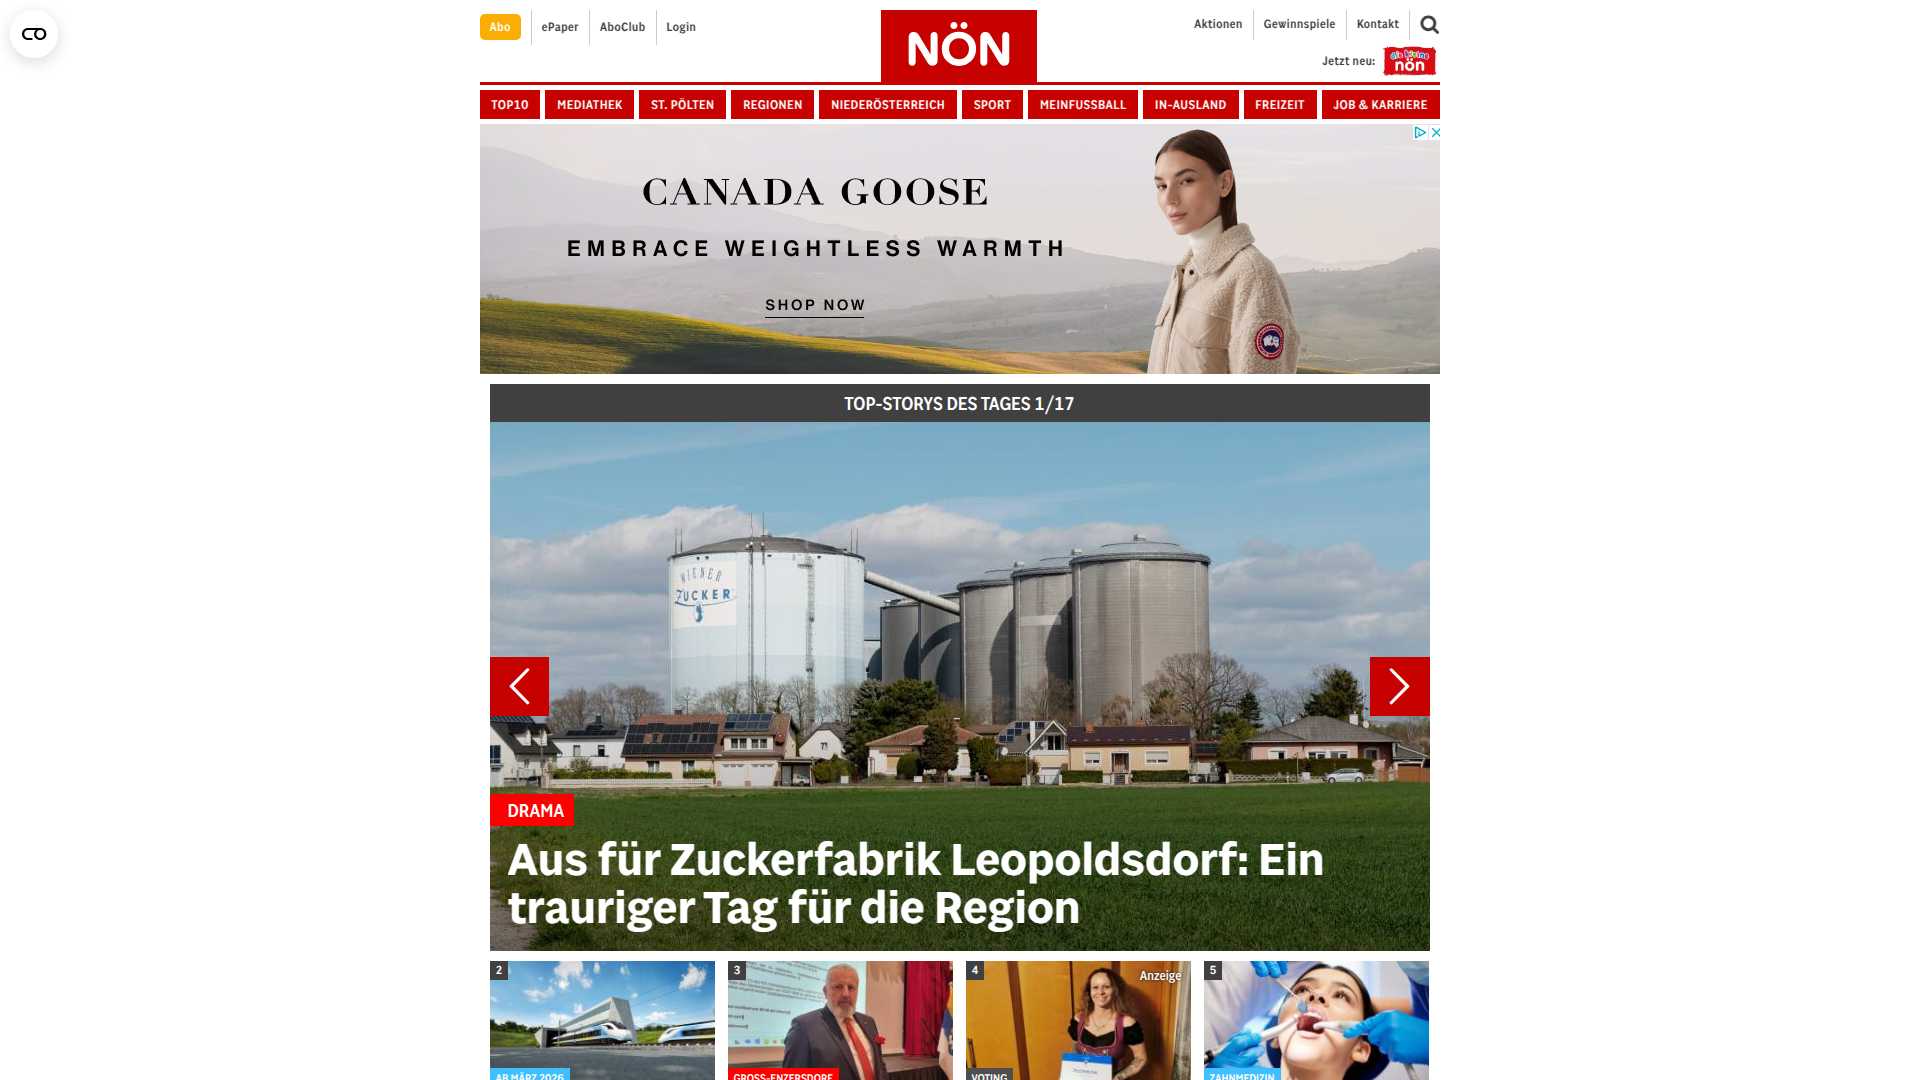 Abo
ePaper
AboClub
Login
NÖN
Aktionen
Gewinnspiele
Kontakt
Jetzt neu:
die kleine
nön
TOP10
MEDIATHEK
ST. PÖLTEN
REGIONEN
NIEDERÖSTERREICH
SPORT
MEINFUSSBALL
IN-AUSLAND
FREIZEIT
JOB & KARRIERE
CANADA GOOSE
EMBRACE WEIGHTLESS WARMTH
SHOP NOW
TOP-STORYS DES TAGES 1/17
WIENER
ZUCKER
DRAMA
Aus für Zuckerfabrik Leopoldsdorf: Ein
trauriger Tag für die Region
2
3
4
Anzeige
5
AB MÄRZ 2026
GROSS-ENZERSDORF
VOTING
ZAHNMEDIZIN